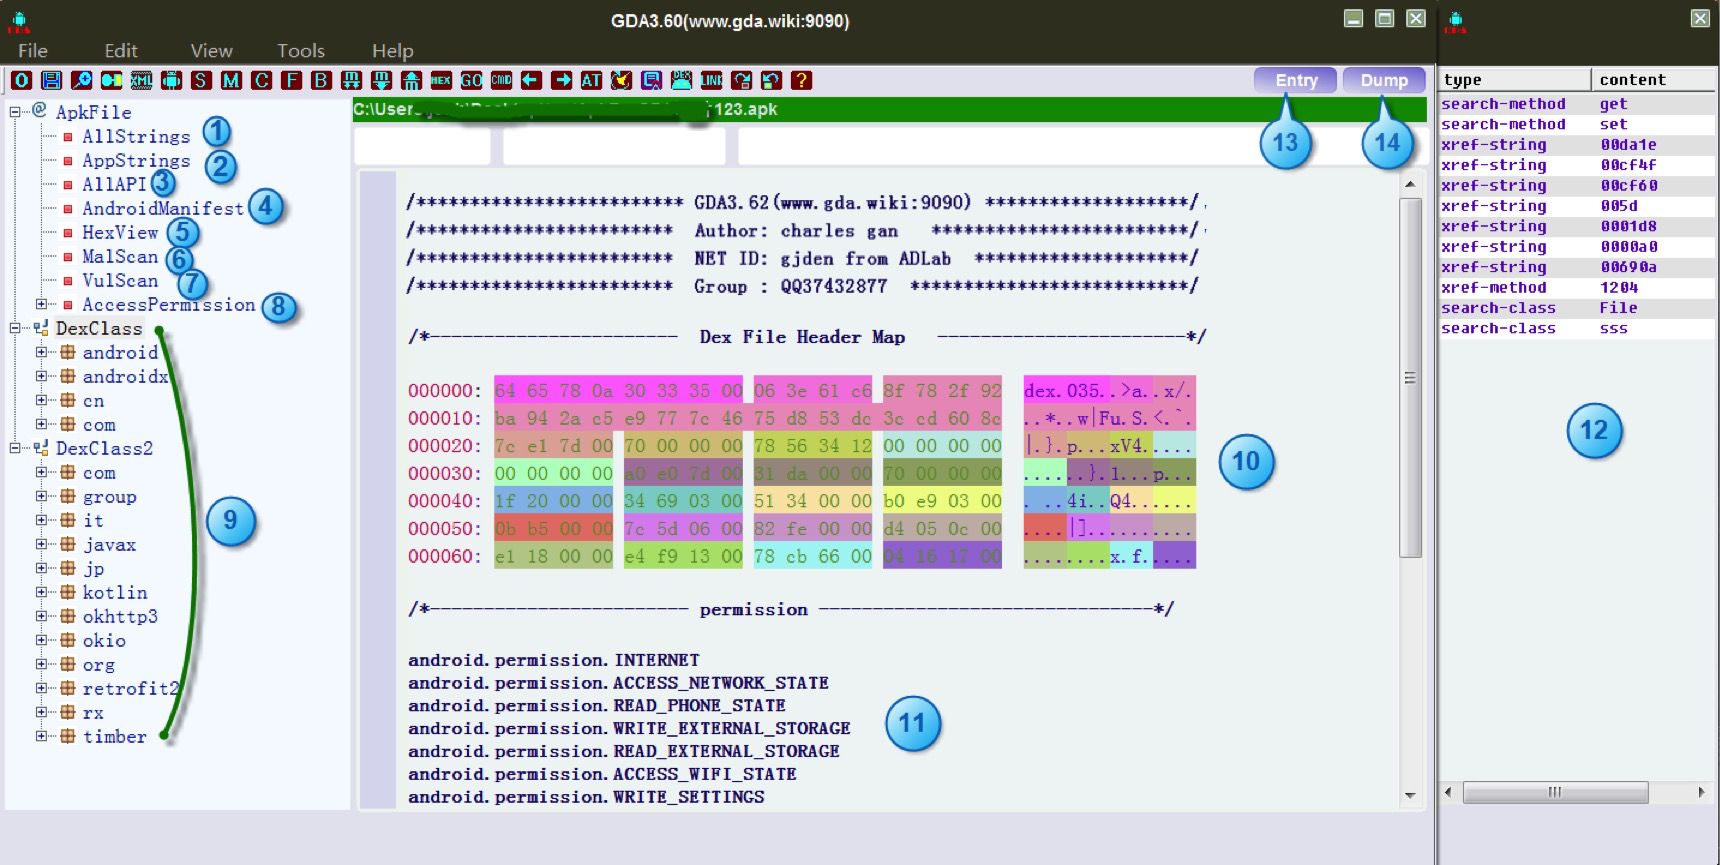 GDA3.60(www.gda.wiki:9090)
GDA
GDA
File Edit View Tools Help
O XML S M C F B HEX GO CMD AT DEX LINK ?
Entry Dump
type content
C:\Users 123.apk
13
14
ApkFile
AllStrings 1
AppStrings 2
AllAPI 3
AndroidManifest 4
HexView 5
MalScan 6
VulScan 7
AccessPermission 8
DexClass
android
androidx
cn
com
DexClass2
com
group
it
9
javax
jp
kotlin
okhttp3
okio
org
retrofit2
rx
timber
/************************* GDA3.62(www.gda.wiki:9090) *******************/
/************************ Author: charles gan ************************/
/************************ NET ID: gjden from ADLab ********************/
/************************ Group : QQ37432877 **************************/
/*----------------------- Dex File Header Map -----------------------*/
000000: 64 65 78 0a 30 33 35 00 06 3e 61 c6 8f 78 2f 92 dex.035..>a..x/.
000010: ba 94 2a c5 e9 77 7c 46 75 d8 53 dc 3c cd 60 8c ..*..w|Fu.S.<.`.
000020: 7c e1 7d 00 70 00 00 00 78 56 34 12 00 00 00 00 |.}.p...xV4.....
000030: 00 00 00 00 a0 e0 7d 00 31 da 00 00 70 00 00 00 ......}.1...p...
000040: 1f 20 00 00 34 69 03 00 51 34 00 00 b0 e9 03 00 . ..4i..Q4......
000050: 0b b5 00 00 7c 5d 06 00 82 fe 00 00 d4 05 0c 00 ....|]..........
000060: e1 18 00 00 e4 f9 13 00 78 cb 66 00 04 16 17 00 ........x.f.....
10
/*------------------------ permission -------------------------------*/
android.permission.INTERNET
android.permission.ACCESS_NETWORK_STATE
android.permission.READ_PHONE_STATE
android.permission.WRITE_EXTERNAL_STORAGE
android.permission.READ_EXTERNAL_STORAGE
android.permission.ACCESS_WIFI_STATE
android.permission.WRITE_SETTINGS
11
search-method get
search-method set
xref-string 00da1e
xref-string 00cf4f
xref-string 00cf60
xref-string 005d
xref-string 0001d8
xref-string 0000a0
xref-string 00690a
xref-method 1204
search-class File
search-class sss
12